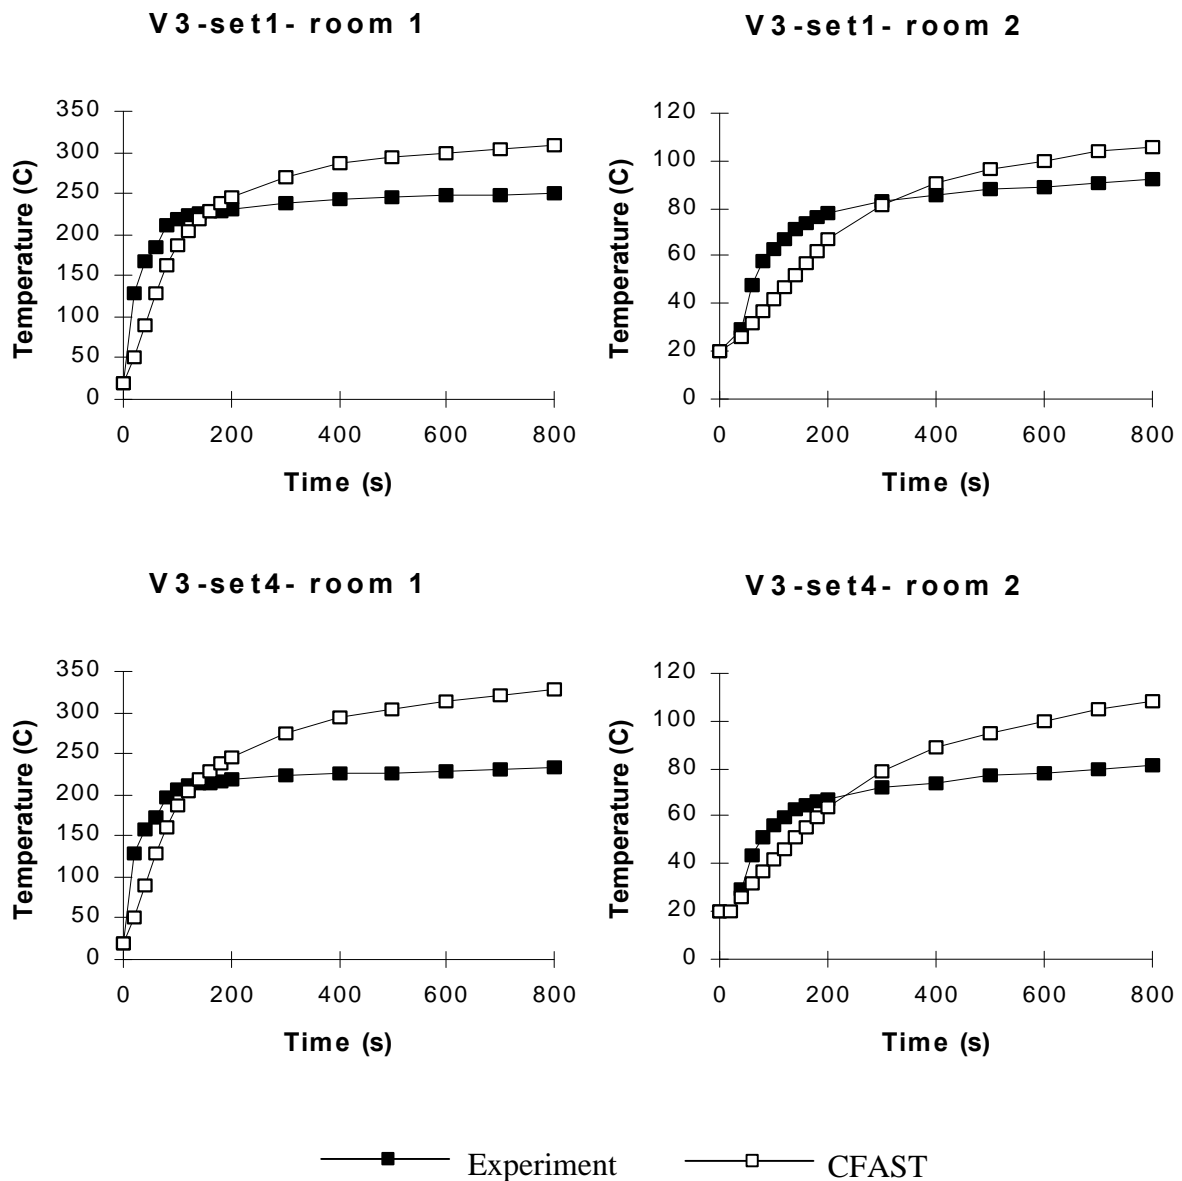 V3-set1- room 1
350
300
250
200
150
100
50
0
Temperature (C)
0 200 400 600 800
Time (s)
V3-set1- room 2
120
100
80
60
40
20
0
Temperature (C)
0 200 400 600 800
Time (s)
V3-set4- room 1
350
300
250
200
150
100
50
0
Temperature (C)
0 200 400 600 800
Time (s)
V3-set4- room 2
120
100
80
60
40
20
0
Temperature (C)
0 200 400 600 800
Time (s)
Experiment
CFAST